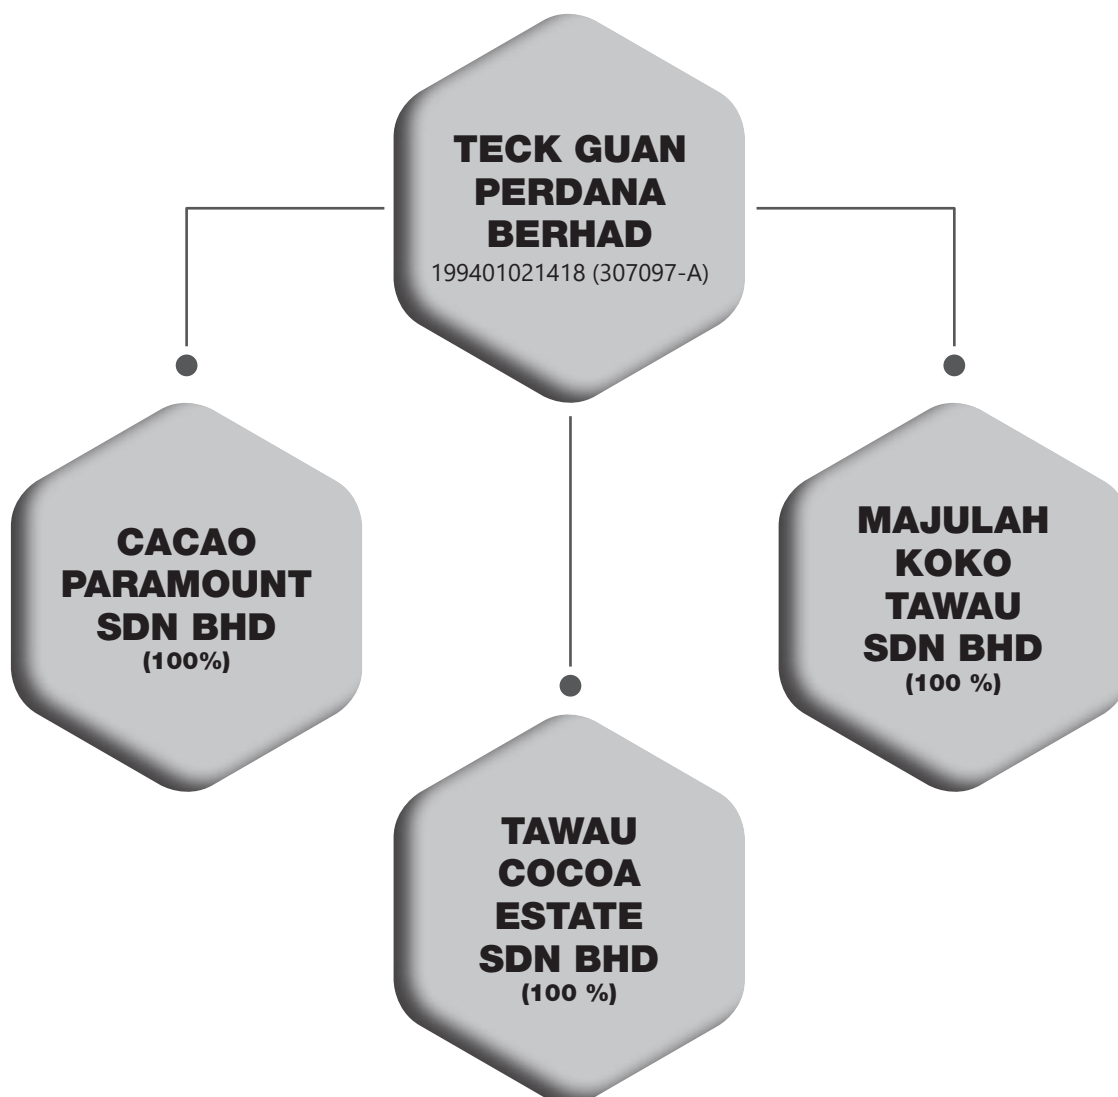 TECK GUAN
PERDANA
BERHAD
199401021418 (307097-A)
CACAO
PARAMOUNT
SDN BHD
(100%)
MAJULAH
KOKO
TAWAU
SDN BHD
(100 %)
TAWAU
COCOA
ESTATE
SDN BHD
(100 %)